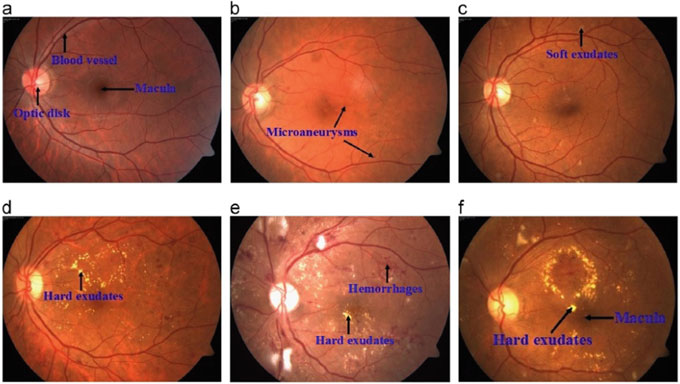 a
b
c
Blood vessel
Macula
Optic disk
Microaneurysms
Soft exudates
d
e
f
Hard exudates
Hemorrhages
Hard exudates
Macula
Hard exudates